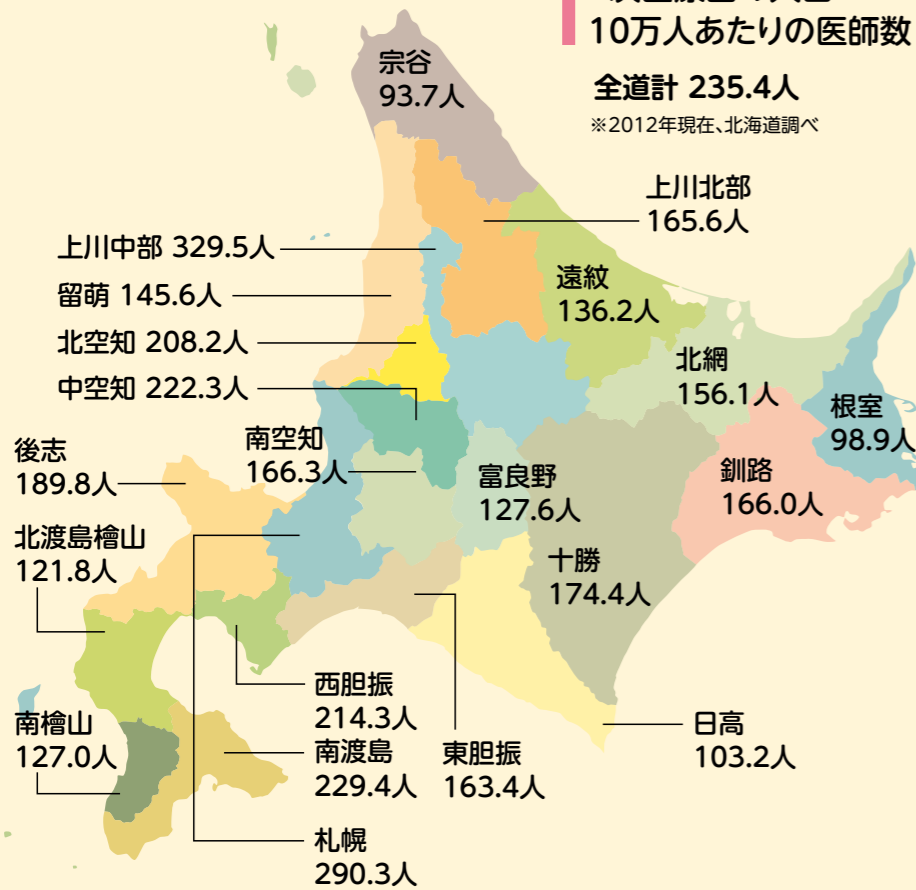 10万人あたりの医師数
全道計 235.4人
※2012年現在、北海道調べ
宗谷
93.7人
上川北部
165.6人
上川中部 329.5人
留萌 145.6人
北空知 208.2人
中空知 222.3人
遠紋
136.2人
北網
156.1人
根室
98.9人
釧路
166.0人
南空知
166.3人
富良野
127.6人
十勝
174.4人
後志
189.8人
北渡島檜山
121.8人
南檜山
127.0人
西胆振
214.3人
南渡島
229.4人
東胆振
163.4人
日高
103.2人
札幌
290.3人